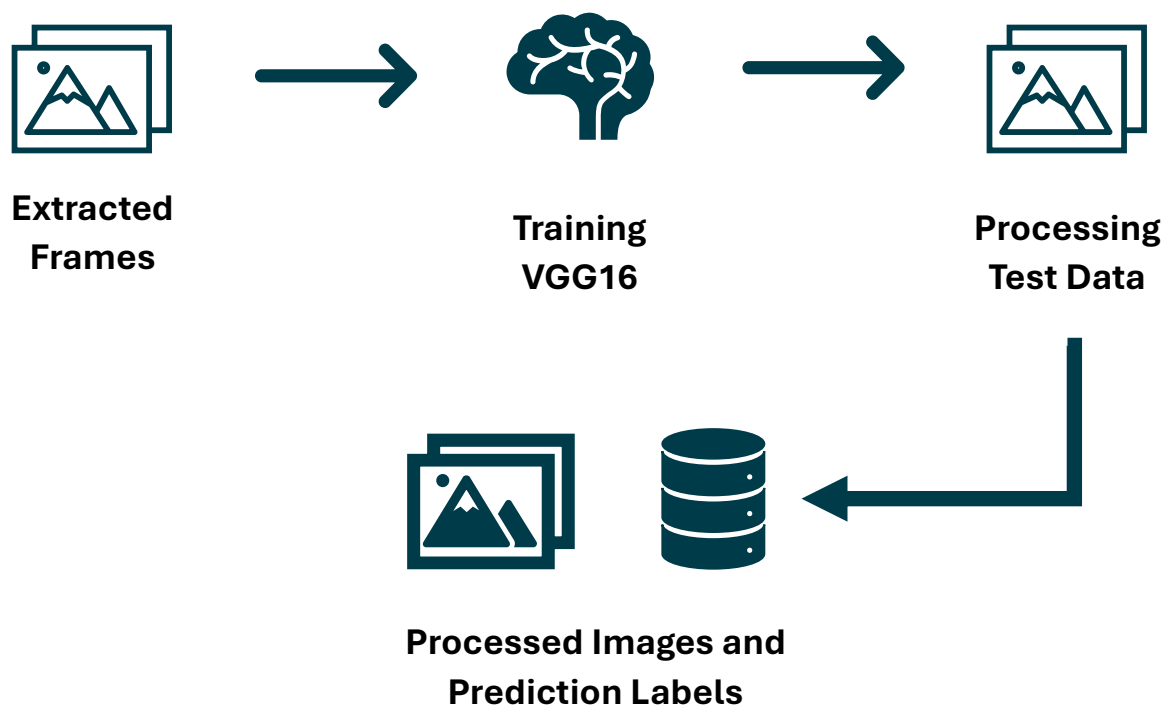 Extracted
Frames
Training
VGG16
Processing
Test Data
Processed Images and
Prediction Labels